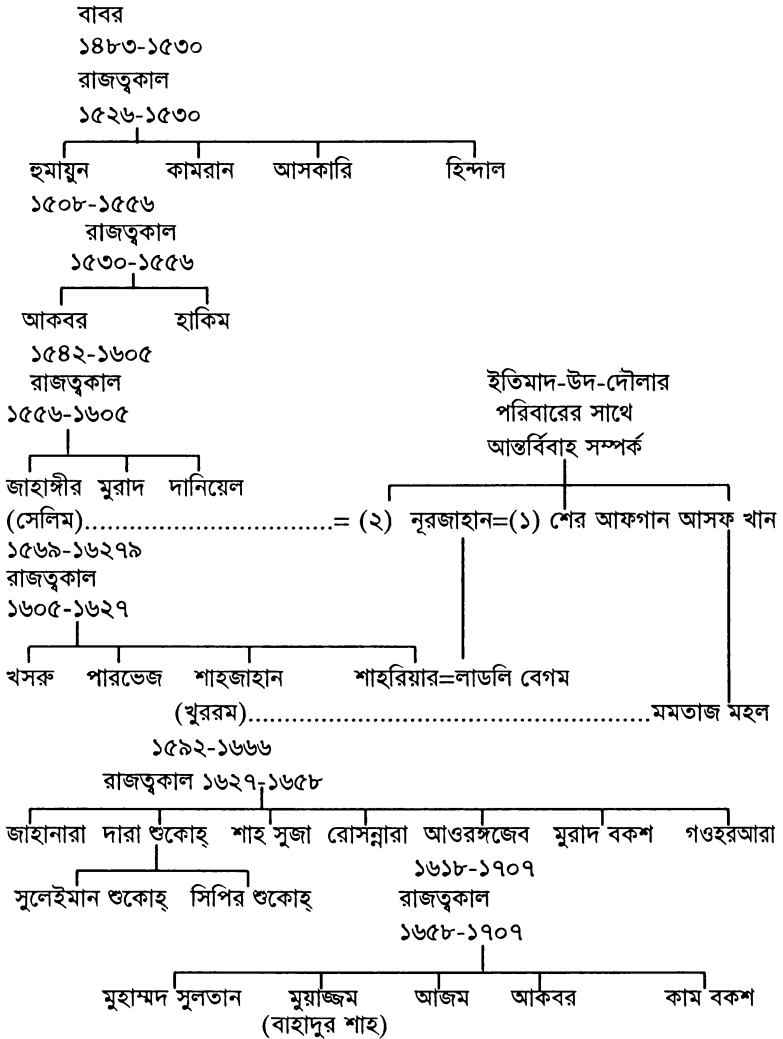 বাবর
১৪৮৩-১৫৩০
রাজত্বকাল
১৫২৬-১৫৩০
হুমায়ুন কামরান আসকারি হিন্দাল
১৫০৮-১৫৫৬
রাজত্বকাল
১৫৩০-১৫৫৬
আকবর হাকিম
১৫৪২-১৬০৫
রাজত্বকাল
১৫৫৬-১৬০৫
ইতিমাদ-উদ-দৌলার
পরিবারের সাথে
আন্তর্বিবাহ সম্পর্ক
জাহাঙ্গীর মুরাদ দানিয়েল
(সেলিম)................................= (২) নূরজাহান=(১) শের আফগান আসফ খান
১৫৬৯-১৬২৭৯
রাজত্বকাল
১৬০৫-১৬২৭
খসরু পারভেজ শাহজাহান শাহরিয়ার=লাডলি বেগম
(খুররম)....................................................মমতাজ মহল
১৫৯২-১৬৬৬
রাজত্বকাল ১৬২৭-১৬৫৮
জাহানারা দারা শুকোহ্ শাহ সুজা রোসন্নারা আওরঙ্গজেব মুরাদ বকশ গওহরআরা
১৬১৮-১৭০৭
সুলেইমান শুকোহ্ সিপির শুকোহ্ রাজত্বকাল
১৬৫৮-১৭০৭
মুহাম্মদ সুলতান মুয়াজ্জম আজম আকবর কাম বকশ
(বাহাদুর শাহ)